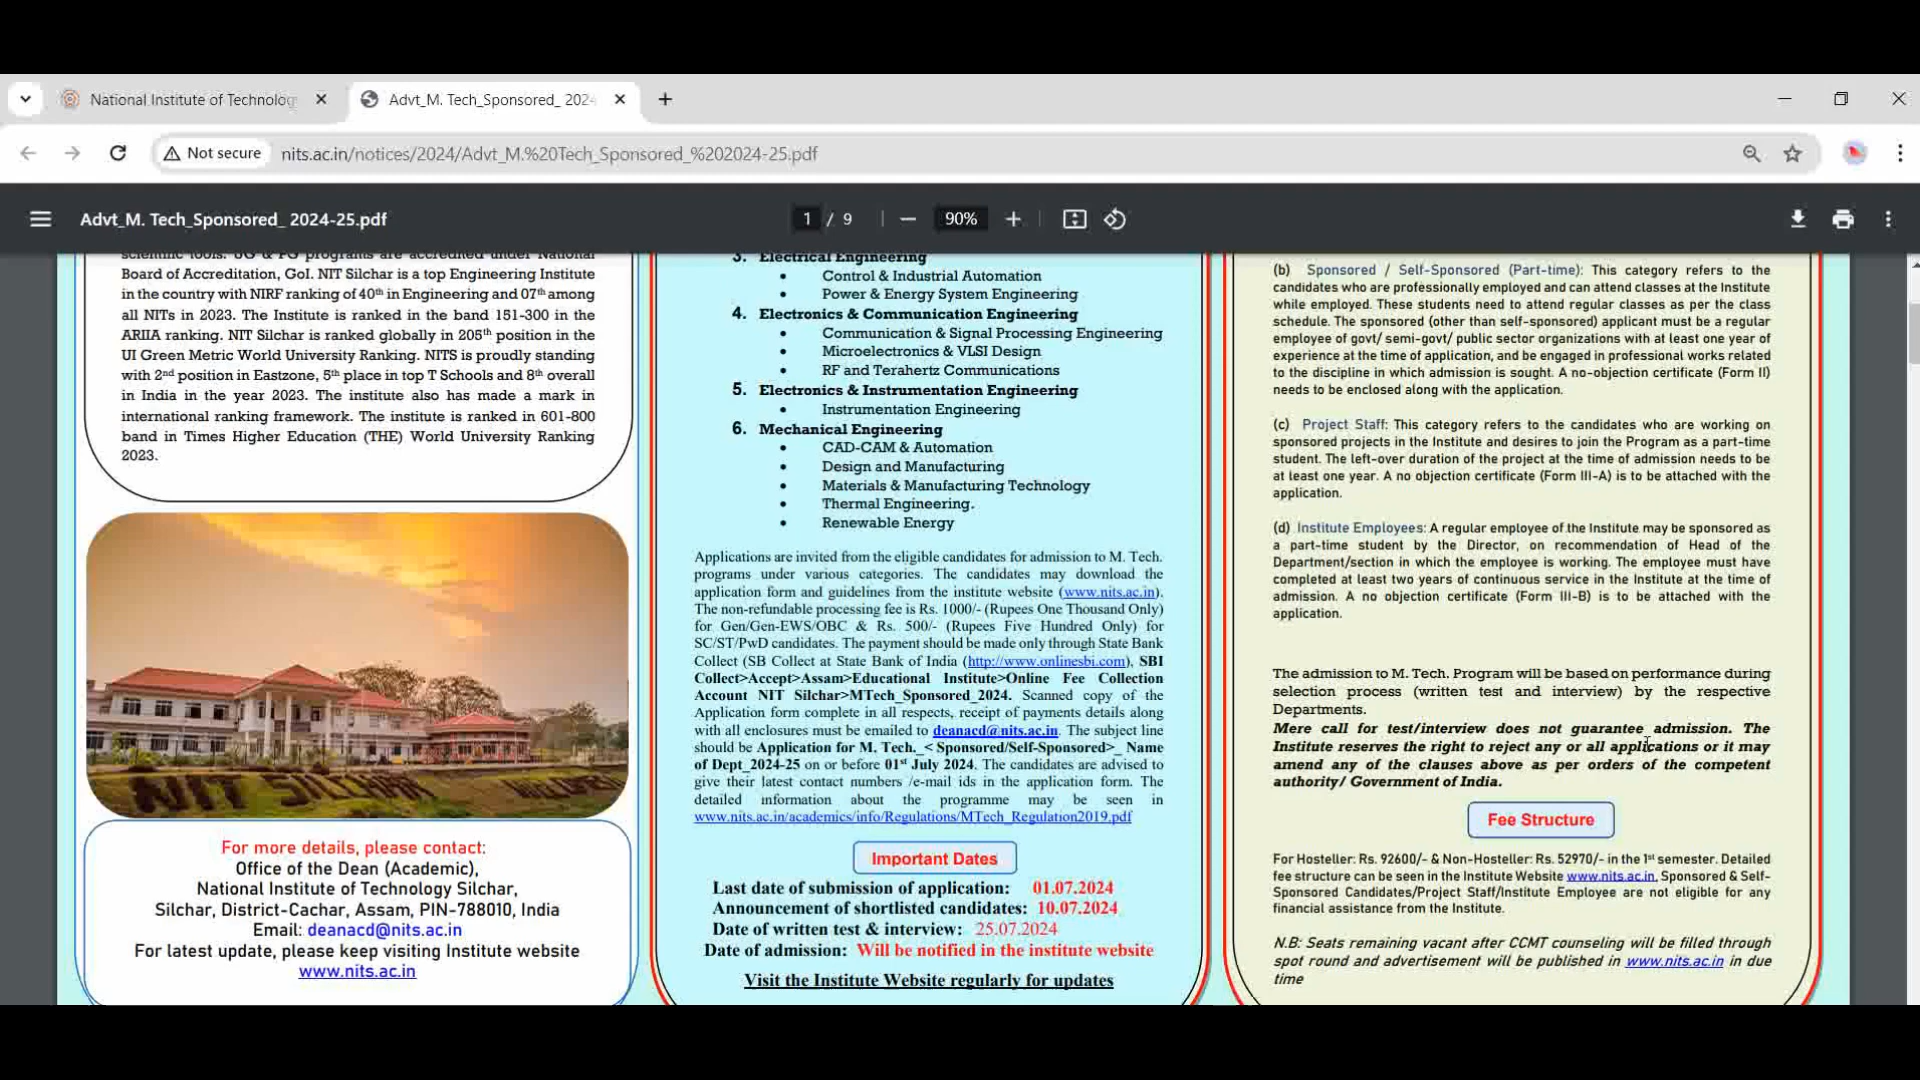 National Institute of Technolog
Advt_M. Tech_Sponsored_ 202
Not secure
nits.ac.in/notices/2024/Advt_M.%20Tech_Sponsored_%202024-25.pdf
Advt_M. Tech_Sponsored_ 2024-25.pdf
1 / 9
90%
scientific tools. UG & PG programs are accredited under National
Board of Accreditation, GoI. NIT Silchar is a top Engineering Institute
in the country with NIRF ranking of 40th in Engineering and 07th among
all NITs in 2023. The Institute is ranked in the band 151-300 in the
ARIIA ranking. NIT Silchar is ranked globally in 205th position in the
UI Green Metric World University Ranking. NITS is proudly standing
with 2nd position in Eastzone, 5th place in top T Schools and 8th overall
in India in the year 2023. The institute also has made a mark in
international ranking framework. The institute is ranked in 601-800
band in Times Higher Education (THE) World University Ranking
2023.
NIT SILCHAR
For more details, please contact:
Office of the Dean (Academic),
National Institute of Technology Silchar,
Silchar, District-Cachar, Assam, PIN-788010, India
Email: deanacd@nits.ac.in
For latest update, please keep visiting Institute website
www.nits.ac.in
3. Electrical Engineering
• Control & Industrial Automation
• Power & Energy System Engineering
4. Electronics & Communication Engineering
• Communication & Signal Processing Engineering
• Microelectronics & VLSI Design
• RF and Terahertz Communications
5. Electronics & Instrumentation Engineering
• Instrumentation Engineering
6. Mechanical Engineering
• CAD-CAM & Automation
• Design and Manufacturing
• Materials & Manufacturing Technology
• Thermal Engineering.
• Renewable Energy
Applications are invited from the eligible candidates for admission to M. Tech.
programs under various categories. The candidates may download the
application form and guidelines from the institute website (www.nits.ac.in).
The non-refundable processing fee is Rs. 1000/- (Rupees One Thousand Only)
for Gen/Gen-EWS/OBC & Rs. 500/- (Rupees Five Hundred Only) for
SC/ST/PwD candidates. The payment should be made only through State Bank
Collect (SB Collect at State Bank of India (http://www.onlinesbi.com), SBI
Collect>Accept>Assam>Educational Institute>Online Fee Collection
Account NIT Silchar>MTech_Sponsored_2024. Scanned copy of the
Application form complete in all respects, receipt of payments details along
with all enclosures must be emailed to deanacd@nits.ac.in. The subject line
should be Application for M. Tech._< Sponsored/Self-Sponsored>_ Name
of Dept_2024-25 on or before 01st July 2024. The candidates are advised to
give their latest contact numbers /e-mail ids in the application form. The
detailed information about the programme may be seen in
www.nits.ac.in/academics/info/Regulations/MTech_Regulation2019.pdf
Important Dates
Last date of submission of application: 01.07.2024
Announcement of shortlisted candidates: 10.07.2024
Date of written test & interview: 25.07.2024
Date of admission: Will be notified in the institute website
Visit the Institute Website regularly for updates
(b) Sponsored / Self-Sponsored (Part-time): This category refers to the
candidates who are professionally employed and can attend classes at the Institute
while employed. These students need to attend regular classes as per the class
schedule. The sponsored (other than self-sponsored) applicant must be a regular
employee of govt/ semi-govt/ public sector organizations with at least one year of
experience at the time of application, and be engaged in professional works related
to the discipline in which admission is sought. A no-objection certificate (Form II)
needs to be enclosed along with the application.
(c) Project Staff: This category refers to the candidates who are working on
sponsored projects in the Institute and desires to join the Program as a part-time
student. The left-over duration of the project at the time of admission needs to be
at least one year. A no objection certificate (Form III-A) is to be attached with the
application.
(d) Institute Employees: A regular employee of the Institute may be sponsored as
a part-time student by the Director, on recommendation of Head of the
Department/section in which the employee is working. The employee must have
completed at least two years of continuous service in the Institute at the time of
admission. A no objection certificate (Form III-B) is to be attached with the
application.
The admission to M. Tech. Program will be based on performance during
selection process (written test and interview) by the respective
Departments.
Mere call for test/interview does not guarantee admission. The
Institute reserves the right to reject any or all applications or it may
amend any of the clauses above as per orders of the competent
authority/ Government of India.
Fee Structure
For Hosteller: Rs. 92600/- & Non-Hosteller: Rs. 52970/- in the 1st semester. Detailed
fee structure can be seen in the Institute Website www.nits.ac.in. Sponsored & Self-
Sponsored Candidates/Project Staff/Institute Employee are not eligible for any
financial assistance from the Institute.
N.B: Seats remaining vacant after CCMT counseling will be filled through
spot round and advertisement will be published in www.nits.ac.in in due
time